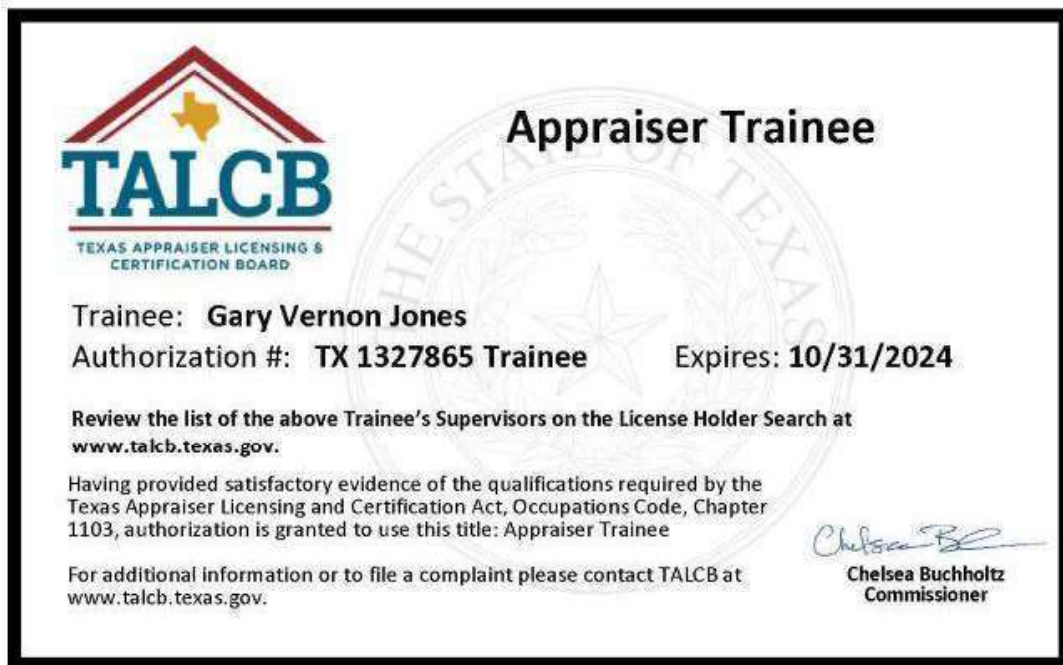 TALCB
TEXAS APPRAISER LICENSING &
CERTIFICATION BOARD
Appraiser Trainee
THE STATE OF TEXAS
Trainee: Gary Vernon Jones
Authorization #: TX 1327865 Trainee Expires: 10/31/2024
Review the list of the above Trainee's Supervisors on the License Holder Search at
www.talcb.texas.gov.
Having provided satisfactory evidence of the qualifications required by the
Texas Appraiser Licensing and Certification Act, Occupations Code, Chapter
1103, authorization is granted to use this title: Appraiser Trainee
For additional information or to file a complaint please contact TALCB at
www.talcb.texas.gov.
Chelsea Buchholtz
Commissioner